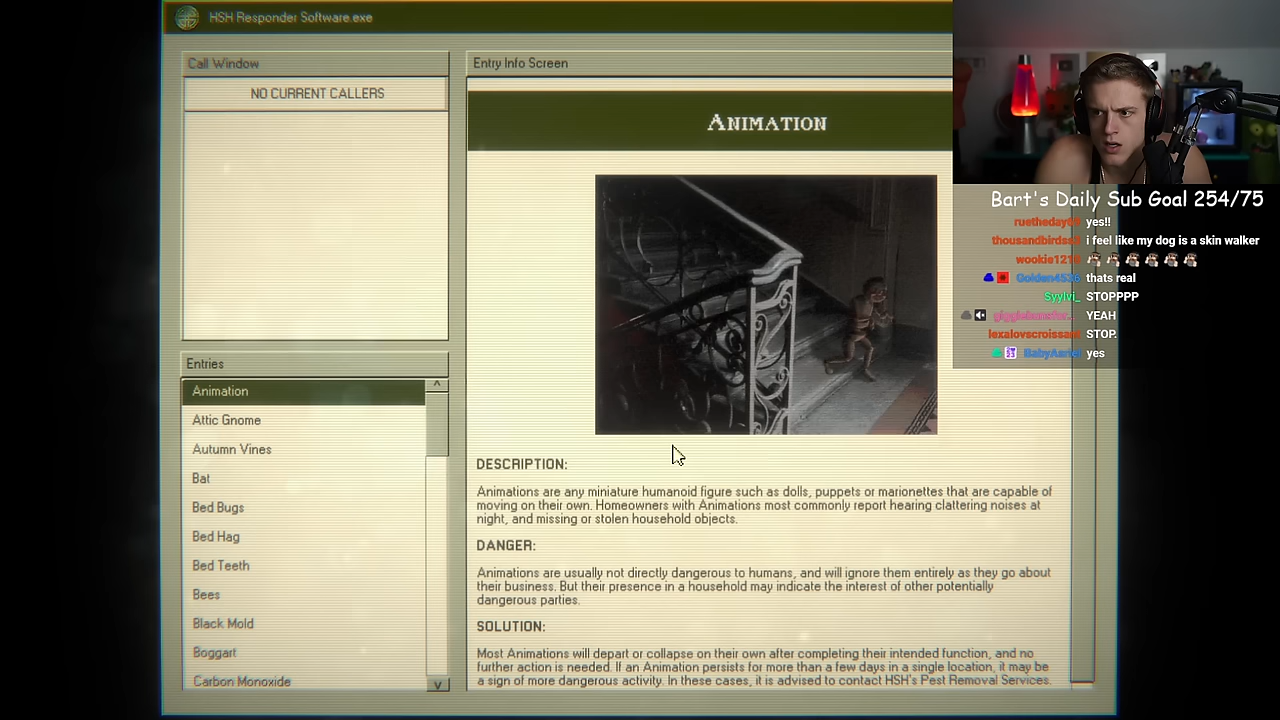 HSH Responder Software.exe
Call Window
NO CURRENT CALLERS
Entries
Animation
Attic Gnome
Autumn Vines
Bat
Bed Bugs
Bed Hag
Bed Teeth
Bees
Black Mold
Boggart
Carbon Monoxide
Entry Info Screen
ANIMATION
DESCRIPTION:
Animations are any miniature humanoid figure such as dolls, puppets or marionettes that are capable of
moving on their own. Homeowners with Animations most commonly report hearing clattering noises at
night, and missing or stolen household objects.
DANGER:
Animations are usually not directly dangerous to humans, and will ignore them entirely as they go about
their business. But their presence in a household may indicate the interest of other potentially
dangerous parties.
SOLUTION:
Most Animations will depart or collapse on their own after completing their intended function, and no
further action is needed. If an Animation persists for more than a few days in a single location, it may be
a sign of more dangerous activity. In these cases, it is advised to contact HSH's Pest Removal Services.
Bart's Daily Sub Goal 254/75
yes!!
i feel like my dog is a skin walker
thats real
Syylvi_ STOPPPP
YEAH
STOP.
yes